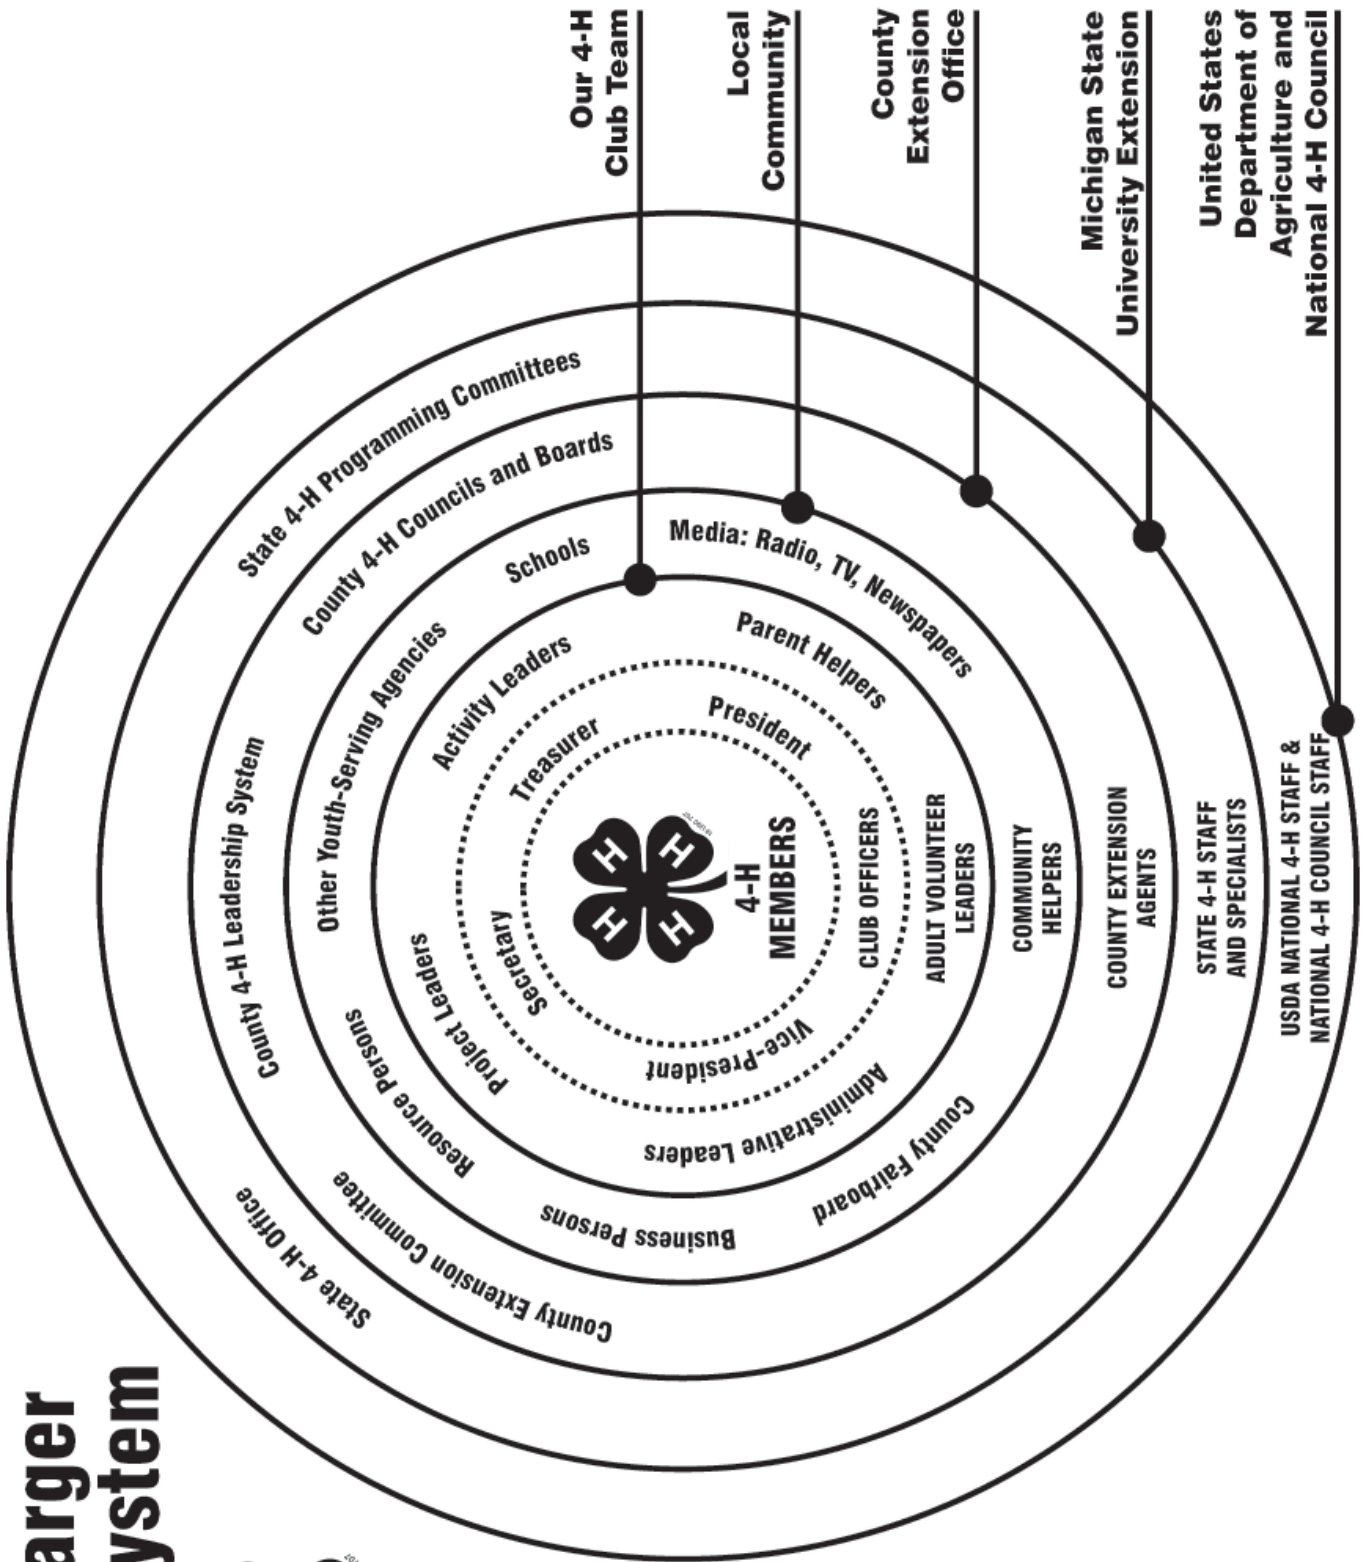 arger
ystem
Our 4-H
Club Team
Local
Community
County
Extension
Office
Michigan State
University Extension
United States
Department of
Agriculture and
National 4-H Council
State 4-H Programming Committees
State 4-H Office
County 4-H Councils and Boards
County 4-H Leadership System
County Extension Committee
Schools
Media: Radio, TV, Newspapers
Other Youth-Serving Agencies
Resource Persons
Business Persons
County Fairboard
Activity Leaders
Parent Helpers
Project Leaders
Administrative Leaders
Treasurer
President
Secretary
Vice-President
H H
H H
4-H
MEMBERS
CLUB OFFICERS
ADULT VOLUNTEER
LEADERS
COMMUNITY
HELPERS
COUNTY EXTENSION
AGENTS
STATE 4-H STAFF
AND SPECIALISTS
USDA NATIONAL 4-H STAFF &
NATIONAL 4-H COUNCIL STAFF